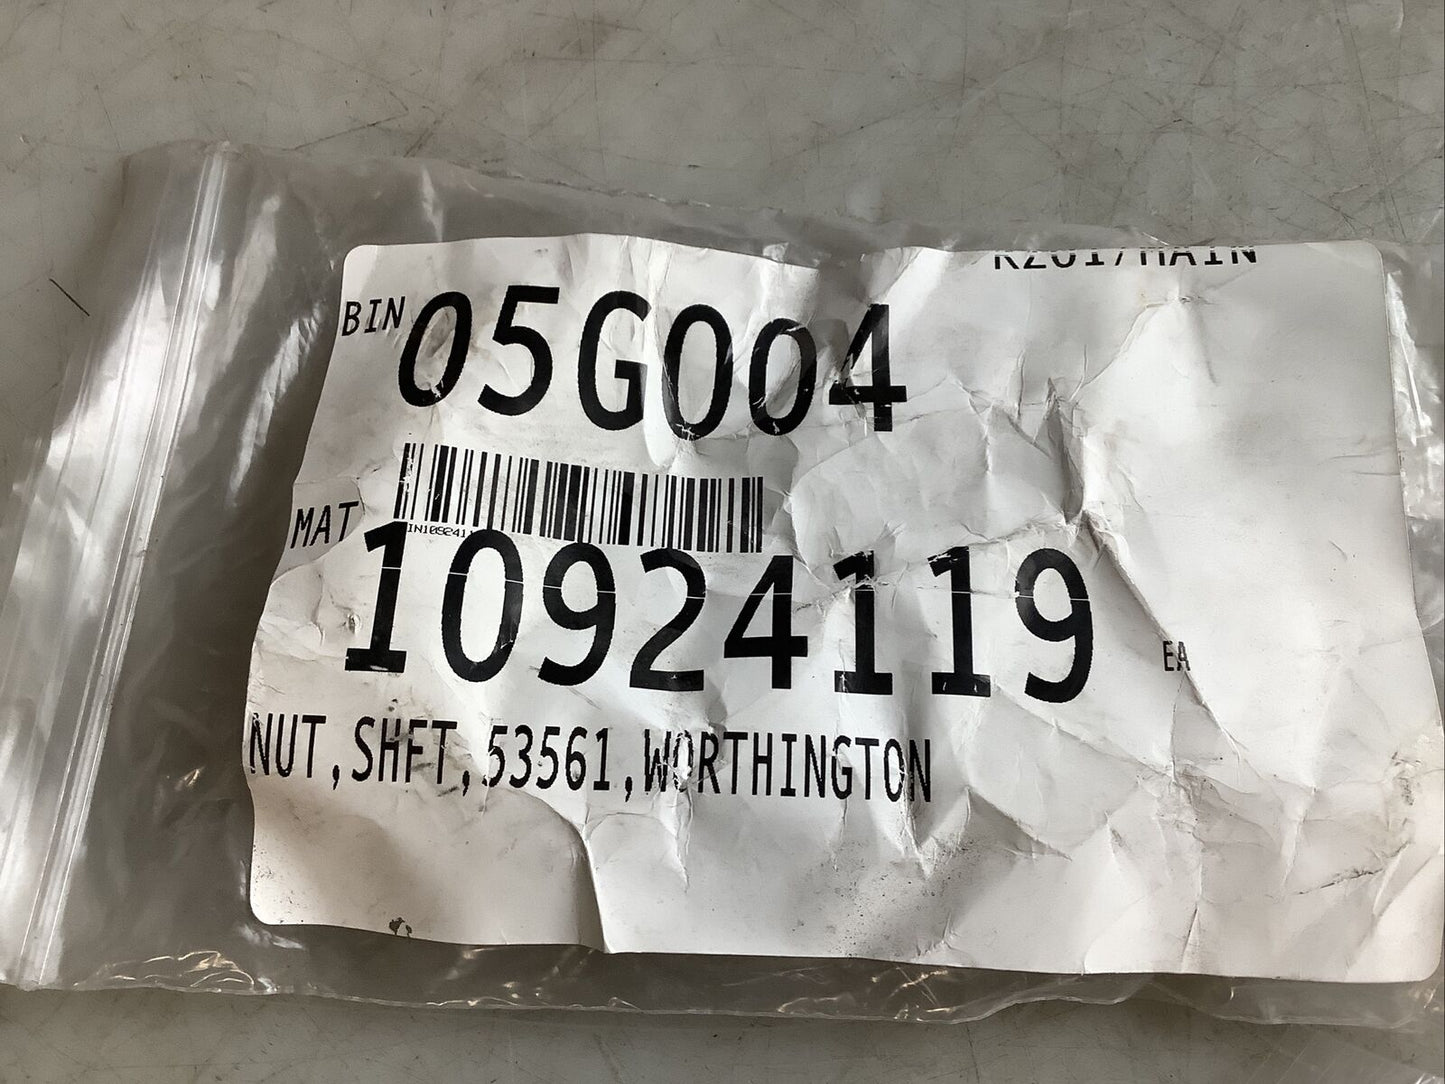 BIN 05G004
MAT 10924119
EA
NUT,SHFT,53561,WORTHINGTON